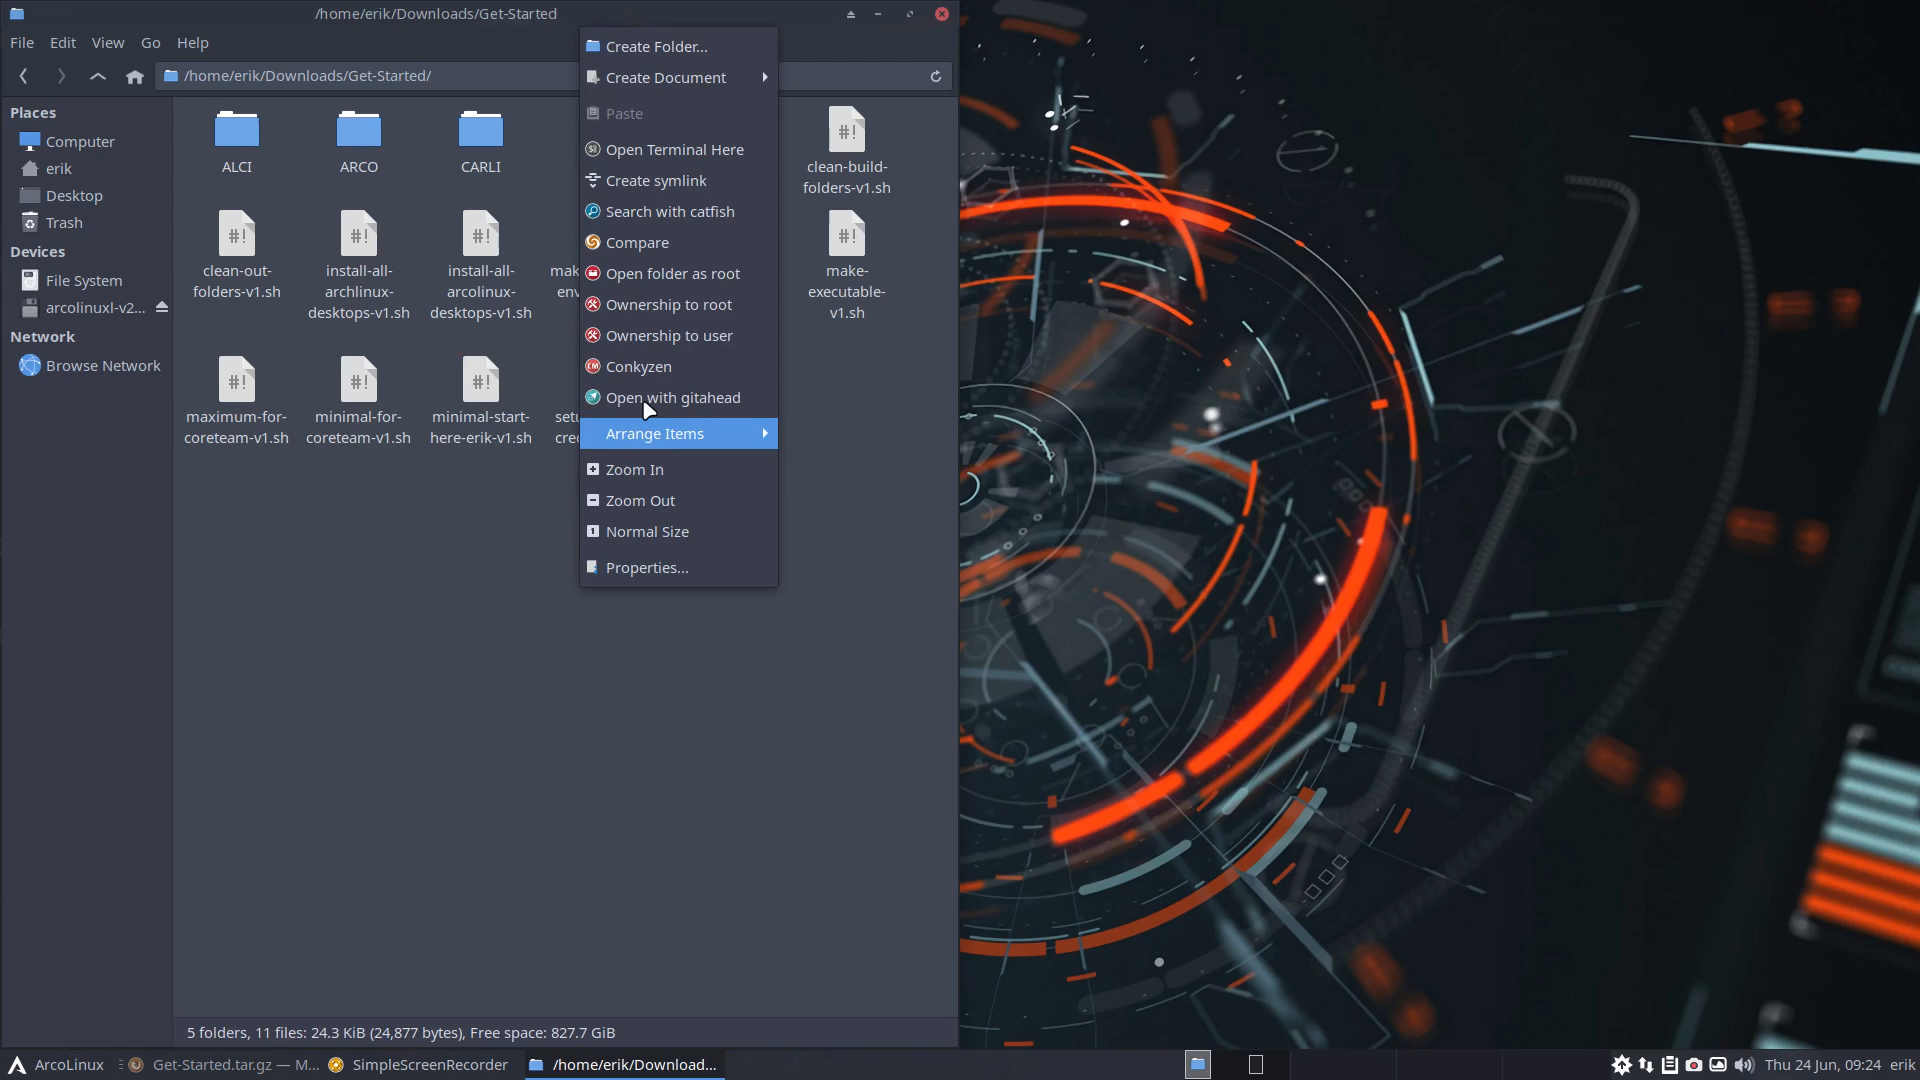 /home/erik/Downloads/Get-Started
File Edit View Go Help
/home/erik/Downloads/Get-Started/
Places
Computer
erik
Desktop
Trash
Devices
File System
arcolinuxl-v2...
Network
Browse Network
ALCI
ARCO
CARLI
clean-build-
folders-v1.sh
clean-out-
folders-v1.sh
install-all-
archlinux-
desktops-v1.sh
install-all-
arcolinux-
desktops-v1.sh
mak
env
make-
executable-
v1.sh
maximum-for-
coreteam-v1.sh
minimal-for-
coreteam-v1.sh
minimal-start-
here-erik-v1.sh
setu
cred
Create Folder...
Create Document
Paste
Open Terminal Here
Create symlink
Search with catfish
Compare
Open folder as root
Ownership to root
Ownership to user
Conkyzen
Open with gitahead
Arrange Items
Zoom In
Zoom Out
Normal Size
Properties...
5 folders, 11 files: 24.3 KiB (24,877 bytes), Free space: 827.7 GiB
ArcoLinux
Get-Started.tar.gz — M...
SimpleScreenRecorder
/home/erik/Download...
Thu 24 Jun, 09:24 erik